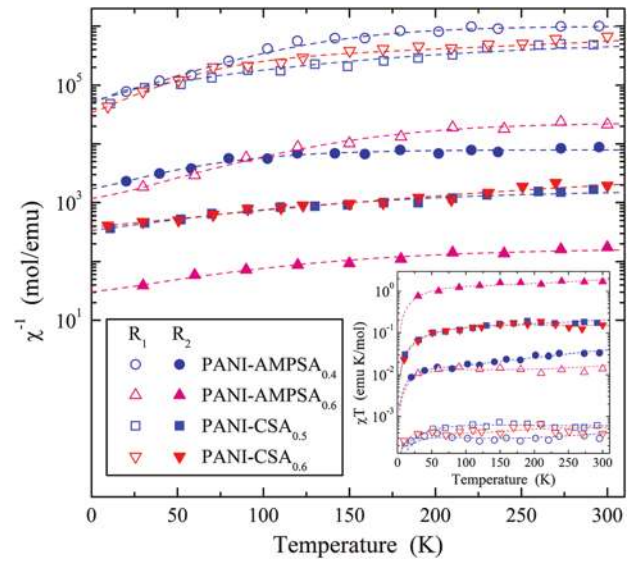 10⁵
10³
10¹
χ⁻¹ (mol/emu)
R₁ R₂
PANI-AMPSA₀.₄
PANI-AMPSA₀.₆
PANI-CSA₀.₅
PANI-CSA₀.₆
0 50 100 150 200 250 300
Temperature (K)
10⁰
10⁻¹
10⁻²
10⁻³
χT (emu K/mol)
0 50 100 150 200 250 300
Temperature (K)